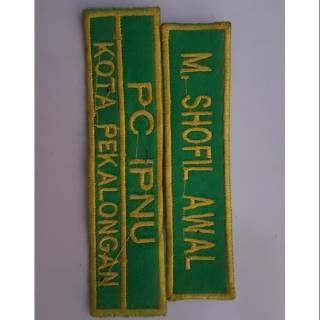 PC IPNU
KOTA PEKALONGAN
M. SHOFIL AWAL